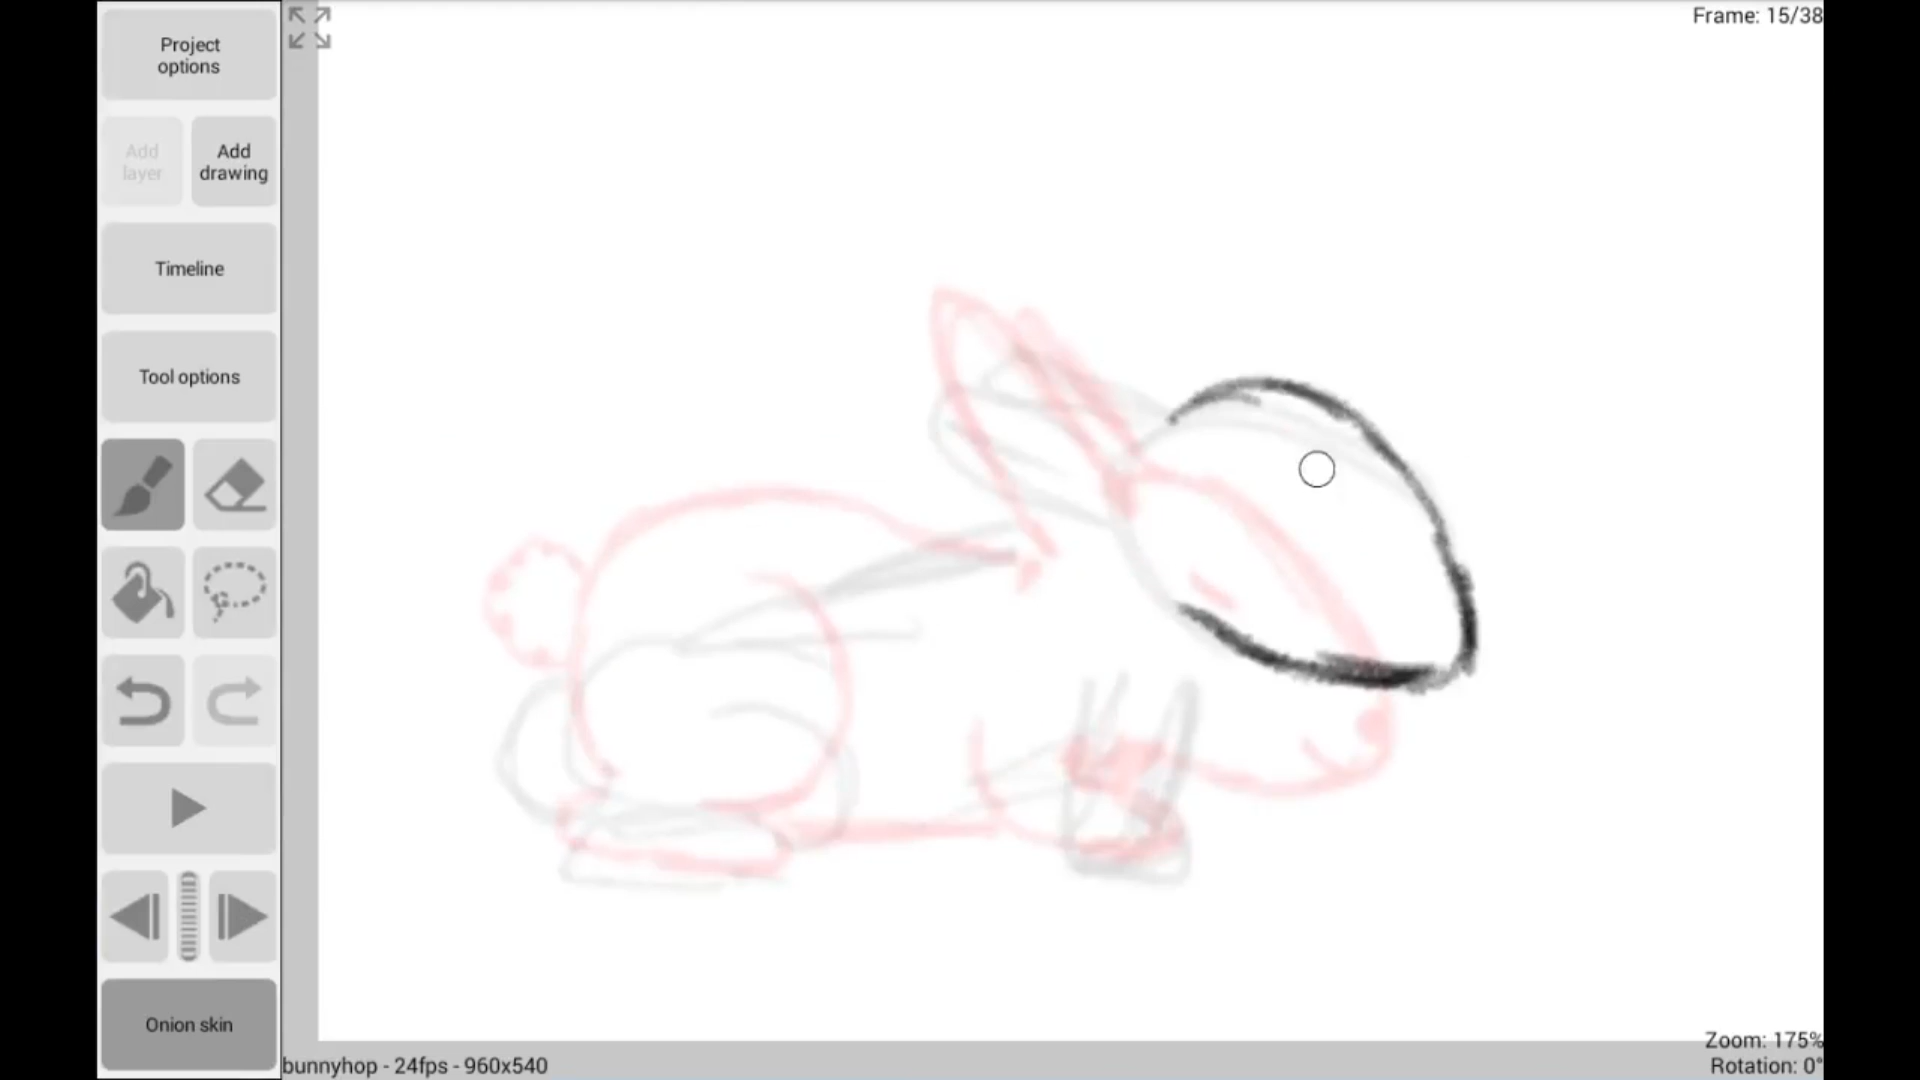 Project
options
Frame: 15/38
Add
layer
Add
drawing
Timeline
Tool options
Onion skin
Zoom: 175%
bunnyhop - 24fps - 960x540
Rotation: 0°